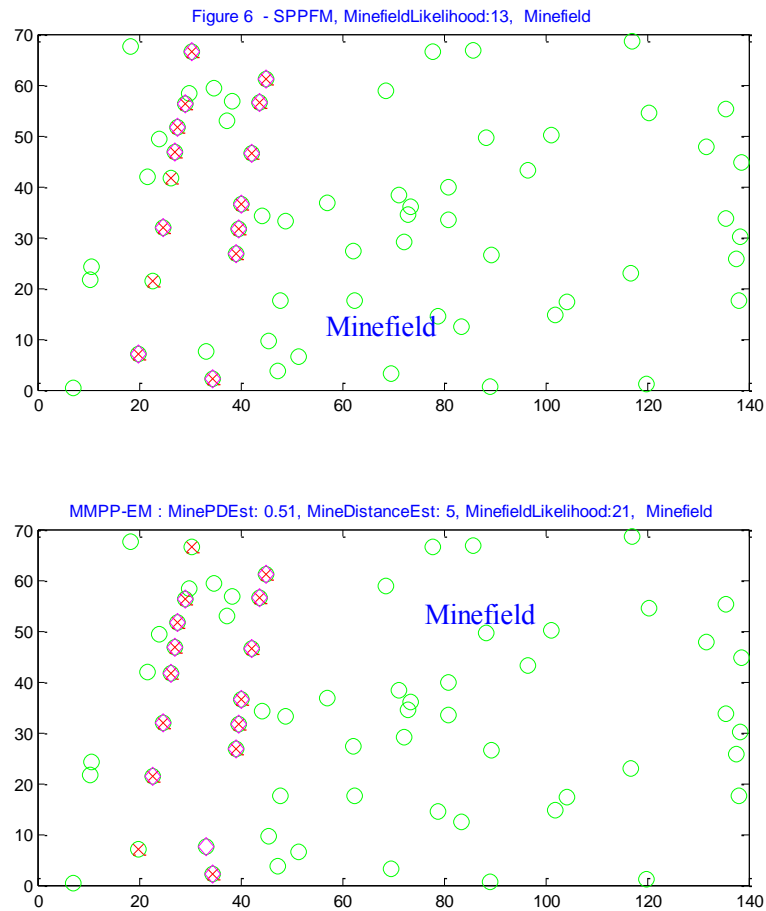 Figure 6 - SPPFM, MinefieldLikelihood:13, Minefield
70
60
50
40
30
20
10
0
Minefield
0 20 40 60 80 100 120 140
MMPP-EM : MinePDEst: 0.51, MineDistanceEst: 5, MinefieldLikelihood:21, Minefield
70
60
50
40
30
20
10
0
Minefield
0 20 40 60 80 100 120 140